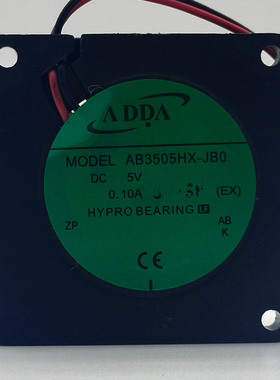 ADDA
MODEL AB3505HX-JB0
DC 5V
0.10A (EX)
HYPRO BEARING LF
ZP AB
K
CE